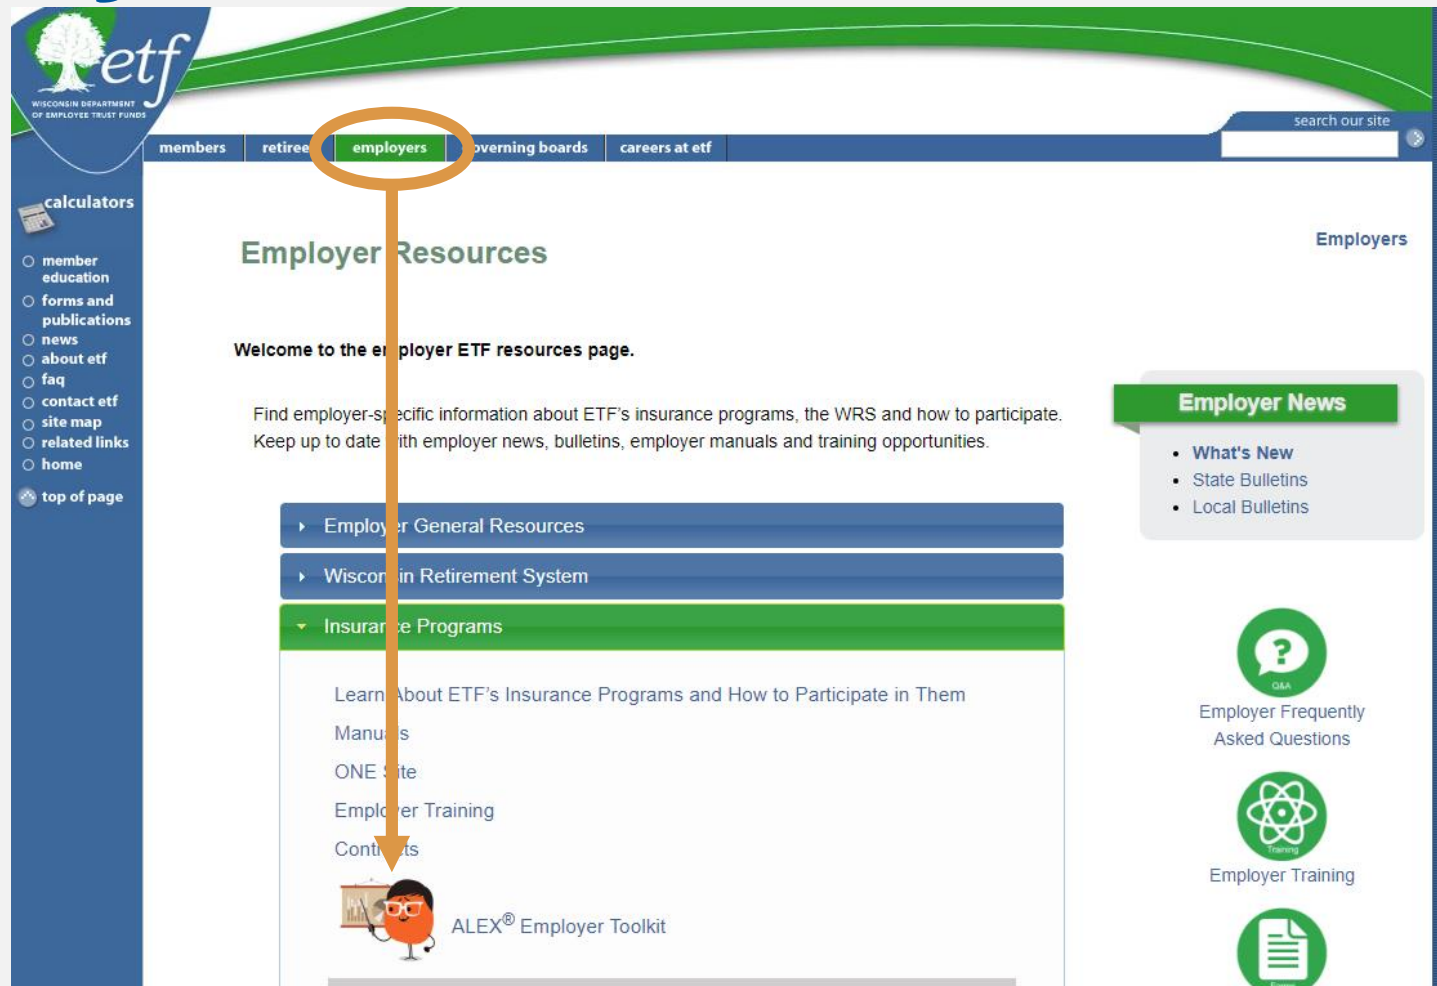 etf
WISCONSIN DEPARTMENT
OF EMPLOYEE TRUST FUNDS
search our site
members retiree employers overning boards careers at etf
calculators
member
education
forms and
publications
news
about etf
faq
contact etf
site map
related links
home
top of page
Employer Resources
Employers
Welcome to the employer ETF resources page.
Find employer-specific information about ETF's insurance programs, the WRS and how to participate.
Keep up to date with employer news, bulletins, employer manuals and training opportunities.
Employer General Resources
Wisconsin Retirement System
Insurance Programs
Learn About ETF's Insurance Programs and How to Participate in Them
Manuals
ONE Site
Employer Training
Contracts
ALEX® Employer Toolkit
Employer News
What's New
State Bulletins
Local Bulletins
?
Q&A
Employer Frequently
Asked Questions
Training
Employer Training